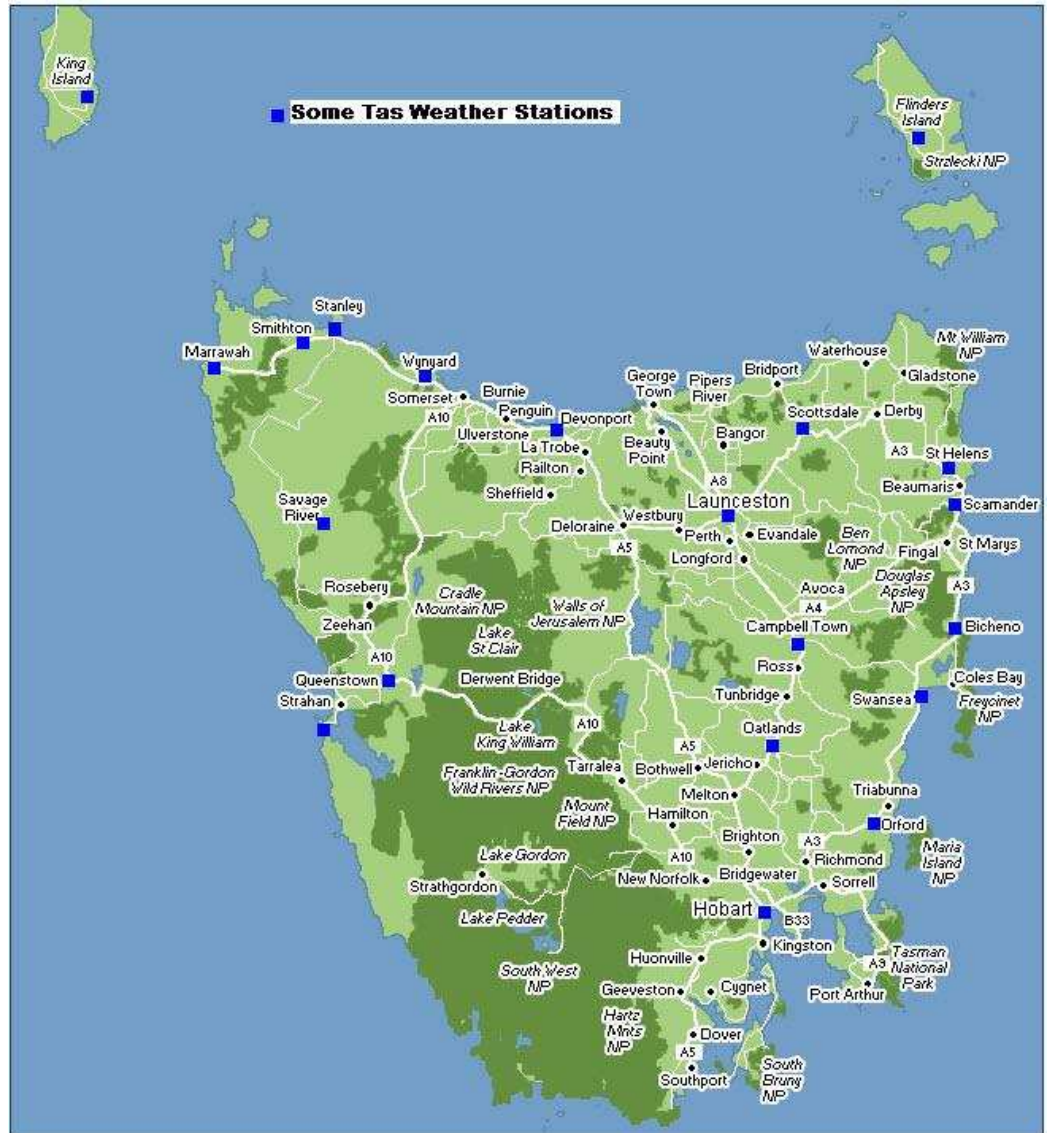 King
Island
Some Tas Weather Stations
Flinders
Island
Strzlecki NP
Stanley
Smithton
Marrawah
Wynyard
Somerset
Burnie
A10
Penguin
Ulverstone
Devonport
La Trobe
Railton
Sheffield
George
Town
Pipers
River
Beauty
Point
Bangor
Bridport
Waterhouse
Mt William
NP
Gladstone
Scottsdale
Derby
A3
St Helens
Beaumaris
Scamander
A8
Launceston
Savage
River
Deloraine
Westbury
Perth
Evandale
Longford
A5
Ben
Lomond
NP
Fingal
St Marys
Avoca
A4
Douglas
Apsley
NP
A3
Rosebery
Zeehan
Cradle
Mountain NP
Walls of
Jerusalem NP
Lake
St Clair
Campbell Town
Bicheno
Ross
A10
Queenstown
Derwent Bridge
Tunbridge
Swansea
Coles Bay
Freycinet
NP
Strahan
Lake
King William
A10
Oatlands
A5
Jericho
Bothwell
Tarralea
Franklin-Gordon
Wild Rivers NP
Melton
Mount
Field NP
Hamilton
Triabunna
Orford
Brighton
A3
Maria
Island
NP
Lake Gordon
A10
Bridgewater
Richmond
Strathgordon
New Norfolk
Sorrell
Lake Pedder
Hobart
B33
Kingston
South West
NP
Huonville
Tasman
National
Park
A9
Geeveston
Cygnet
Port Arthur
Hartz
Mnts
NP
Dover
A5
Southport
South
Bruny
NP